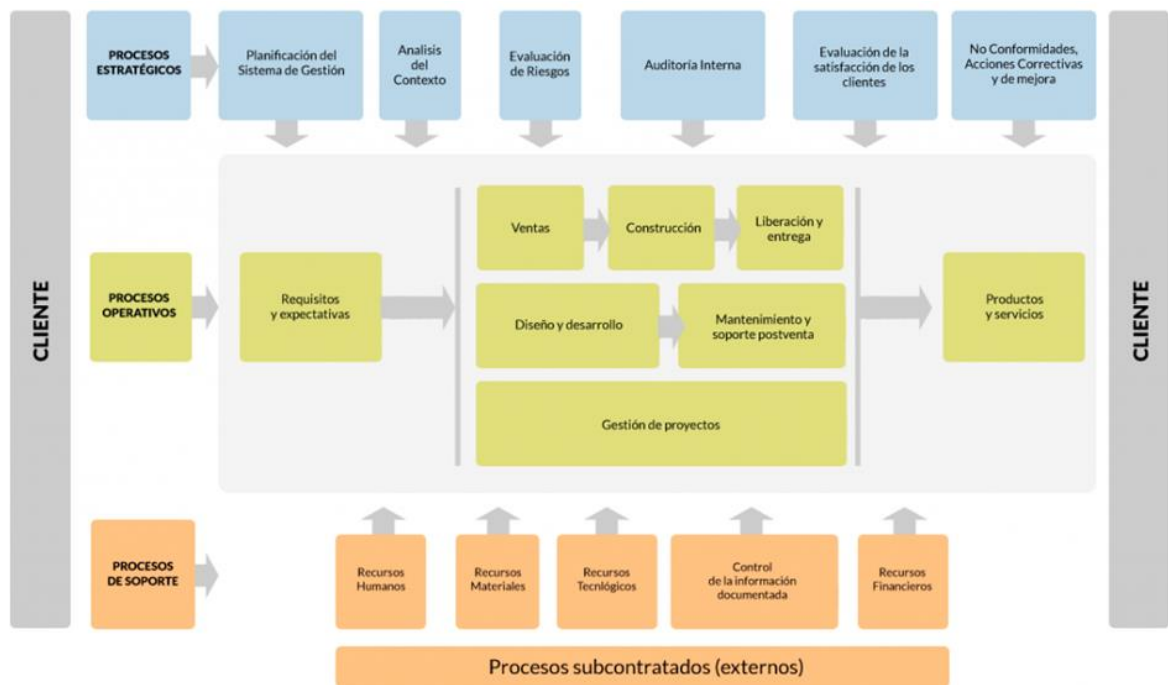 PROCESOS
ESTRATÉGICOS
Planificación del
Sistema de Gestión
Analisis
del
Contexto
Evaluación
de Riesgos
Auditoría Interna
Evaluación de la
satisfacción de los
clientes
No Conformidades,
Acciones Correctivas
y de mejora
CLIENTE
PROCESOS
OPERATIVOS
Requisitos
y expectativas
Ventas
Construcción
Liberación y
entrega
Diseño y desarrollo
Mantenimiento y
soporte postventa
Gestión de proyectos
Productos
y servicios
CLIENTE
PROCESOS
DE SOPORTE
Recursos
Humanos
Recursos
Materiales
Recursos
Tecnlógicos
Control
de la información
documentada
Recursos
Financieros
Procesos subcontratados (externos)